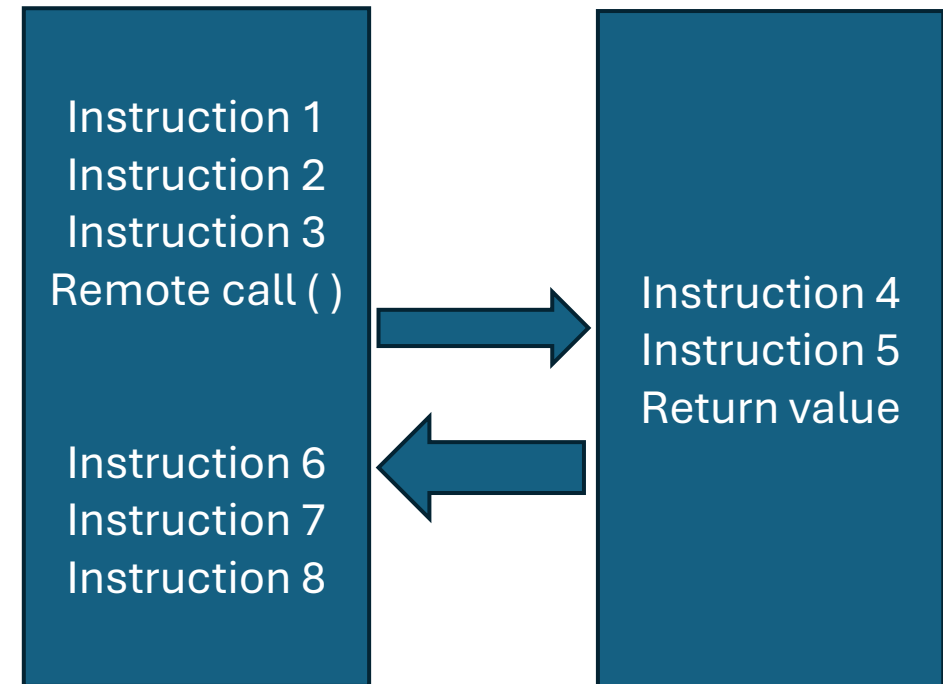 Instruction 1
Instruction 2
Instruction 3
Remote call ( )
Instruction 6
Instruction 7
Instruction 8
Instruction 4
Instruction 5
Return value